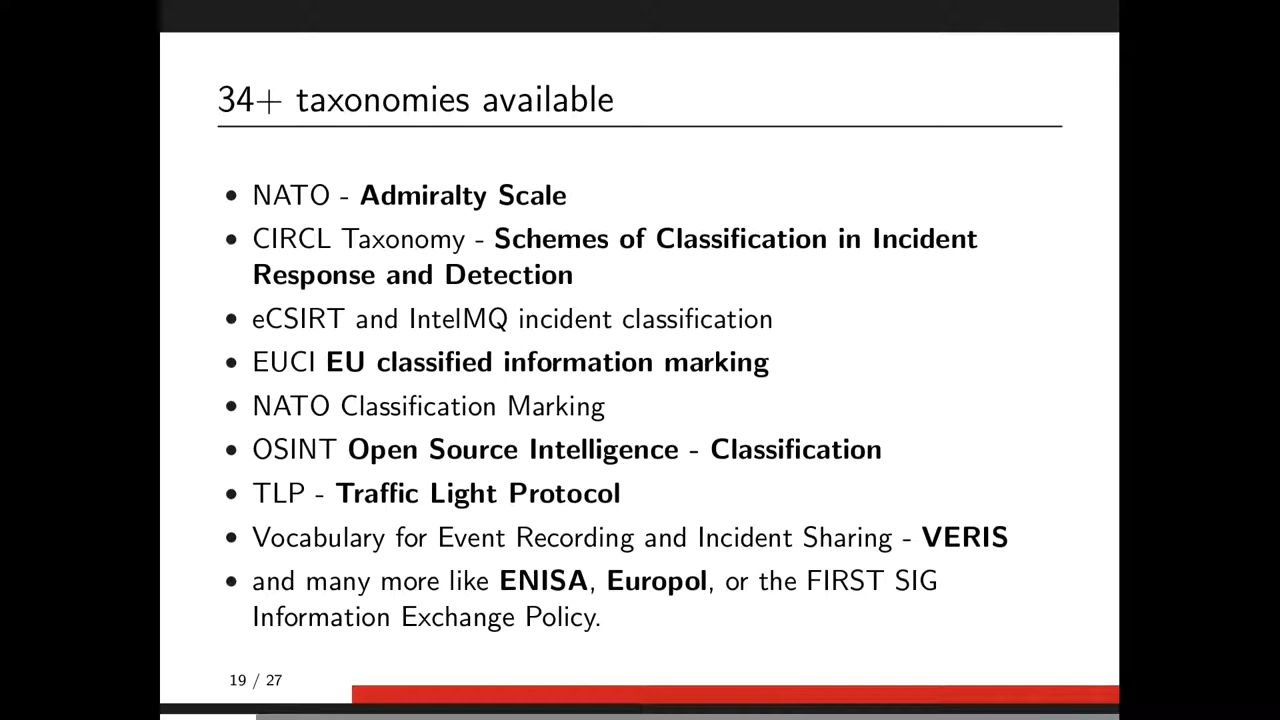 34+ taxonomies available
• NATO - Admiralty Scale
• CIRCL Taxonomy - Schemes of Classification in Incident
Response and Detection
• eCSIRT and IntelMQ incident classification
• EUCI EU classified information marking
• NATO Classification Marking
• OSINT Open Source Intelligence - Classification
• TLP - Traffic Light Protocol
• Vocabulary for Event Recording and Incident Sharing - VERIS
• and many more like ENISA, Europol, or the FIRST SIG
Information Exchange Policy.
19 / 27